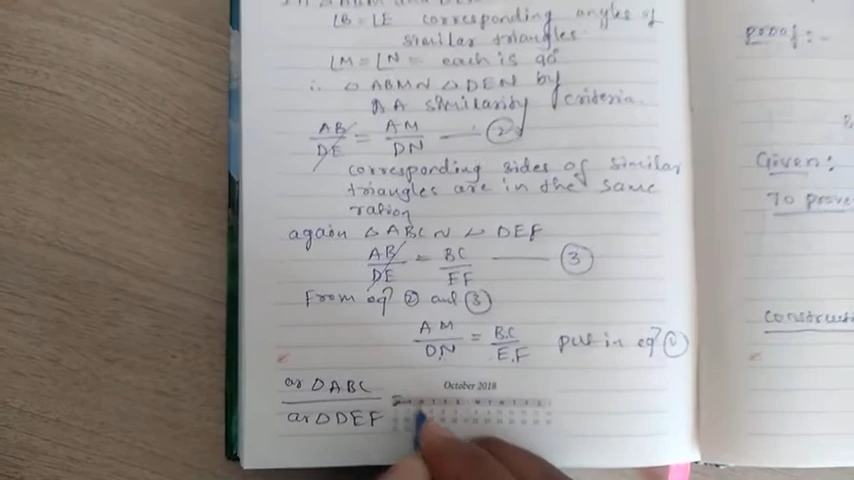 ∠B = ∠E corresponding angles of
similar triangles.
∠M = ∠N = each is 90°
∴ △ABM ~ △DEN by
AA similarity criteria.
AB/DE = AM/DN — (2)
corresponding sides of similar
triangles are in the same
ration
again △ABC ~ △DEF
AB/DE = BC/EF — (3)
From eqn (2) and (3)
AM/DN = BC/EF put in eqn (1)
ar△ABC
ar△DEF
October 2018
proof:-
Given:
To prove
construct